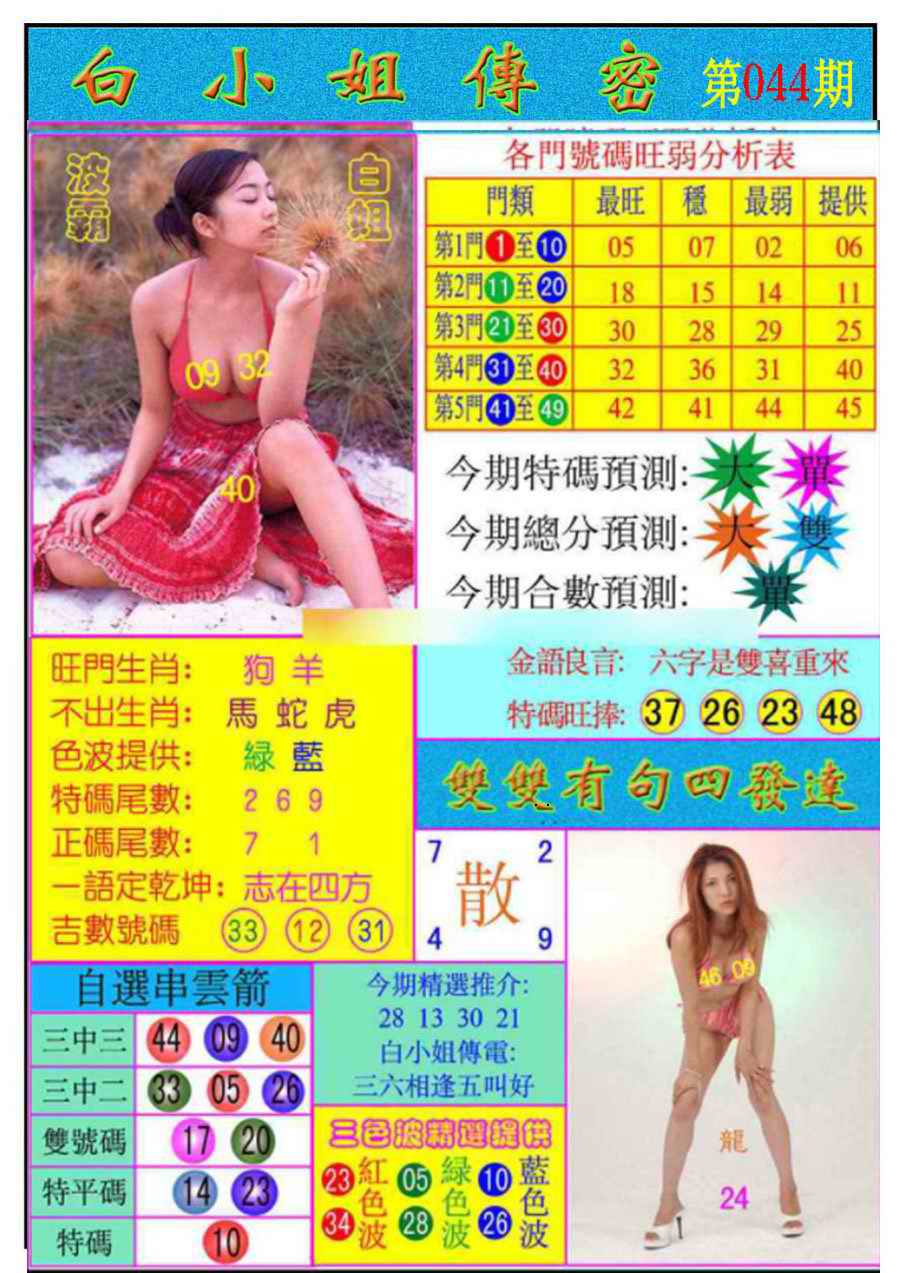 白小姐傳密 第044期
波霸
白姐
09 32
40
各門號碼旺弱分析表
門類 最旺 穩 最弱 提供
第1門1至10 05 07 02 06
第2門11至20 18 15 14 11
第3門21至30 30 28 29 25
第4門31至40 32 36 31 40
第5門41至49 42 41 44 45
今期特碼預測: 大 單
今期總分預測: 大 雙
今期合數預測: 單
旺門生肖: 狗 羊
不出生肖: 馬 蛇 虎
色波提供: 緑 藍
特碼尾數: 2 6 9
正碼尾數: 7 1
一語定乾坤: 志在四方
吉數號碼 33 12 31
金語良言: 六字是雙喜重來
特碼旺捧: 37 26 23 48
雙雙有句四發達
7 2
散
4 9
46 09
龍
24
自選串雲箭
三中三 44 09 40
三中二 33 05 26
雙號碼 17 20
特平碼 14 23
特碼 10
今期精選推介:
28 13 30 21
白小姐傳電:
三六相逢五叫好
三色波精選提供
23 34 紅色波
05 28 緑色波
10 26 藍色波